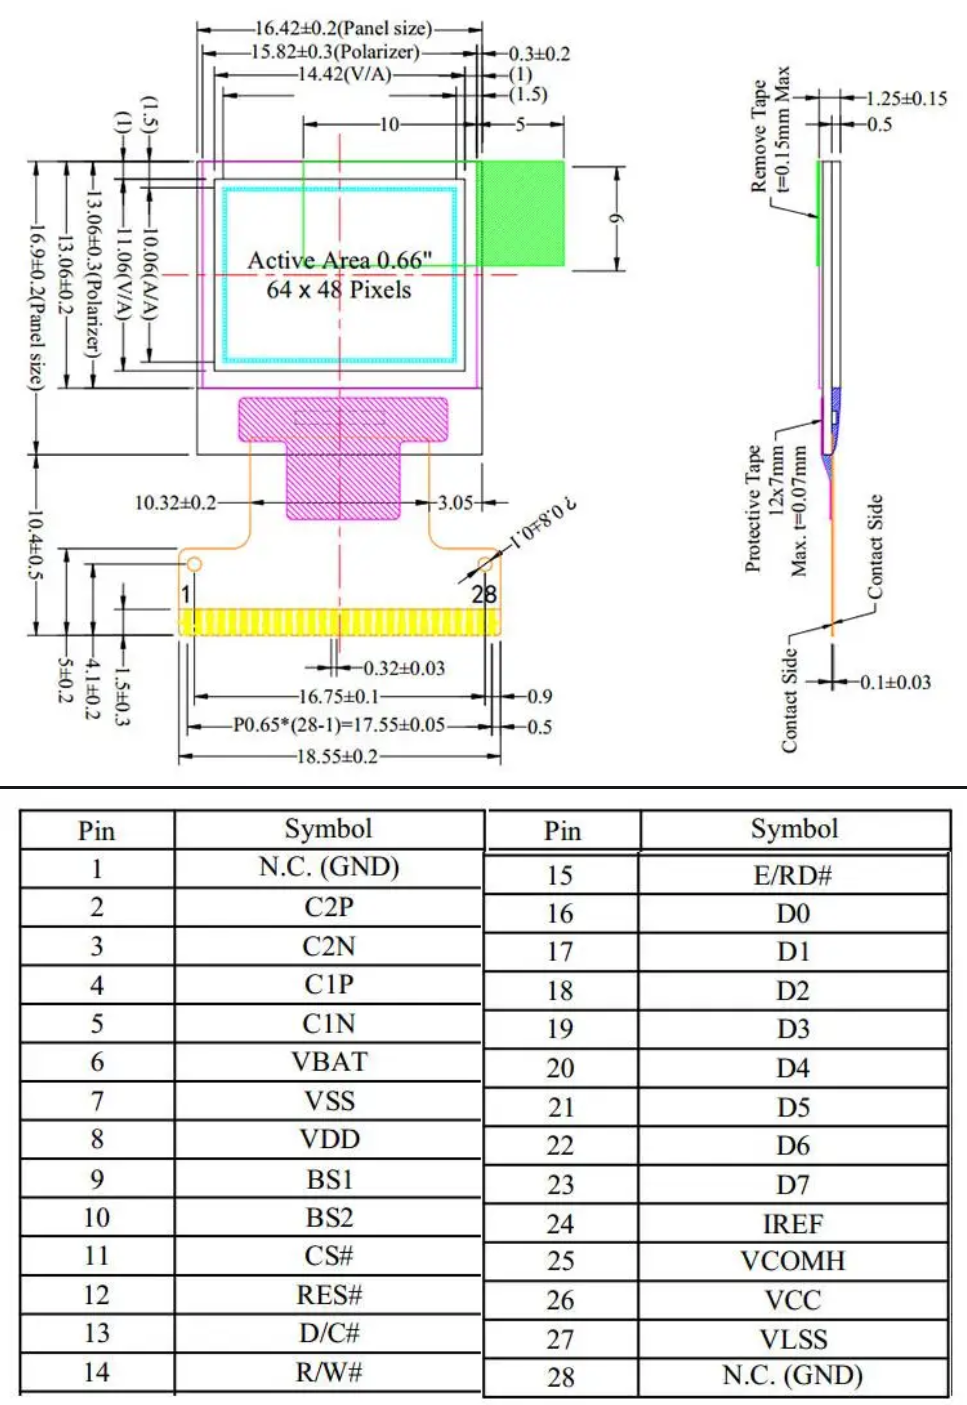 16.42±0.2(Panel size)
15.82±0.3(Polarizer)
0.3±0.2
14.42(V/A)
(1)
(1.5)
10
5
(1.5)
(1)
16.9±0.2(Panel size)
13.06±0.2
13.06±0.3(Polarizer)
11.06(V/A)
10.06(A/A)
9
Active Area 0.66"
64 x 48 Pixels
Remove Tape
t=0.15mm Max
1.25±0.15
0.5
10.32±0.2
3.05
? 0.8±0.1
10.4±0.5
1
28
5±0.2
4.1±0.2
1.5±0.3
0.32±0.03
16.75±0.1
0.9
P0.65*(28-1)=17.55±0.05
0.5
18.55±0.2
Protective Tape
12x7mm
Max. t=0.07mm
Contact Side
Contact Side
0.1±0.03
Pin Symbol Pin Symbol
1 N.C. (GND) 15 E/RD#
2 C2P 16 D0
3 C2N 17 D1
4 C1P 18 D2
5 C1N 19 D3
6 VBAT 20 D4
7 VSS 21 D5
8 VDD 22 D6
9 BS1 23 D7
10 BS2 24 IREF
11 CS# 25 VCOMH
12 RES# 26 VCC
13 D/C# 27 VLSS
14 R/W# 28 N.C. (GND)